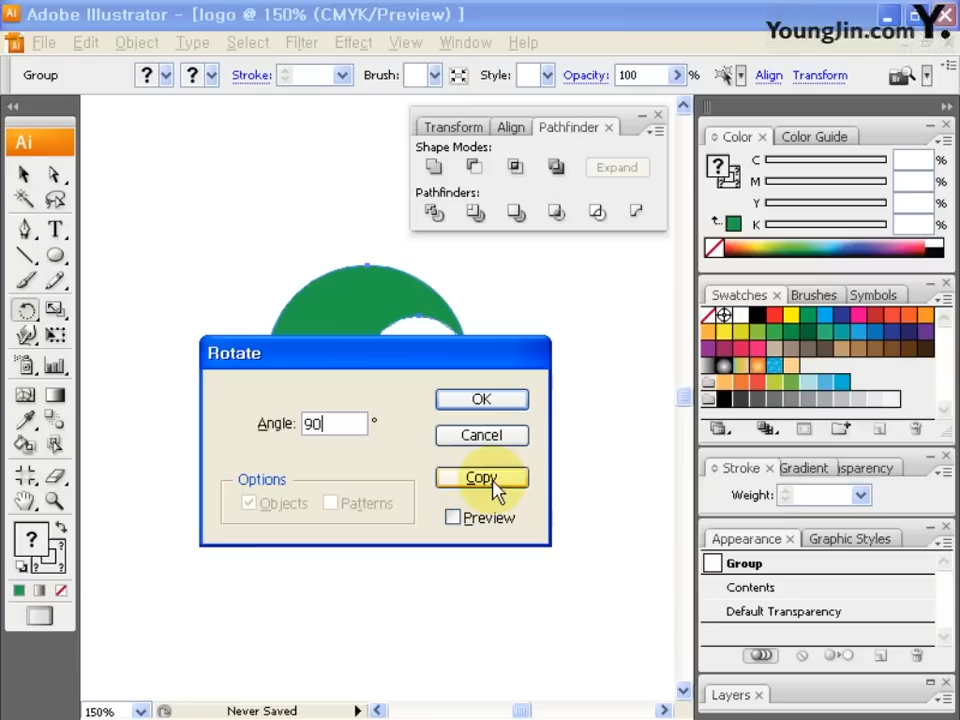 Ai Adobe Illustrator - [logo @ 150% (CMYK/Preview) ]
YoungJin.com Y.
Ai File Edit Object Type Select Filter Effect View Window Help
Group ? ? Stroke: Brush: Style: Opacity: 100 % Align Transform
Ai
Transform Align Pathfinder
Shape Modes:
Expand
Pathfinders:
Rotate
Angle: 90 °
OK
Cancel
Copy
Options
Objects Patterns
Preview
T
?
?
?
Color Color Guide
?
?
?
C %
M %
Y %
K %
Swatches Brushes Symbols
Stroke Gradient sparency
Weight:
Appearance Graphic Styles
Group
Contents
Default Transparency
Layers
150% Never Saved